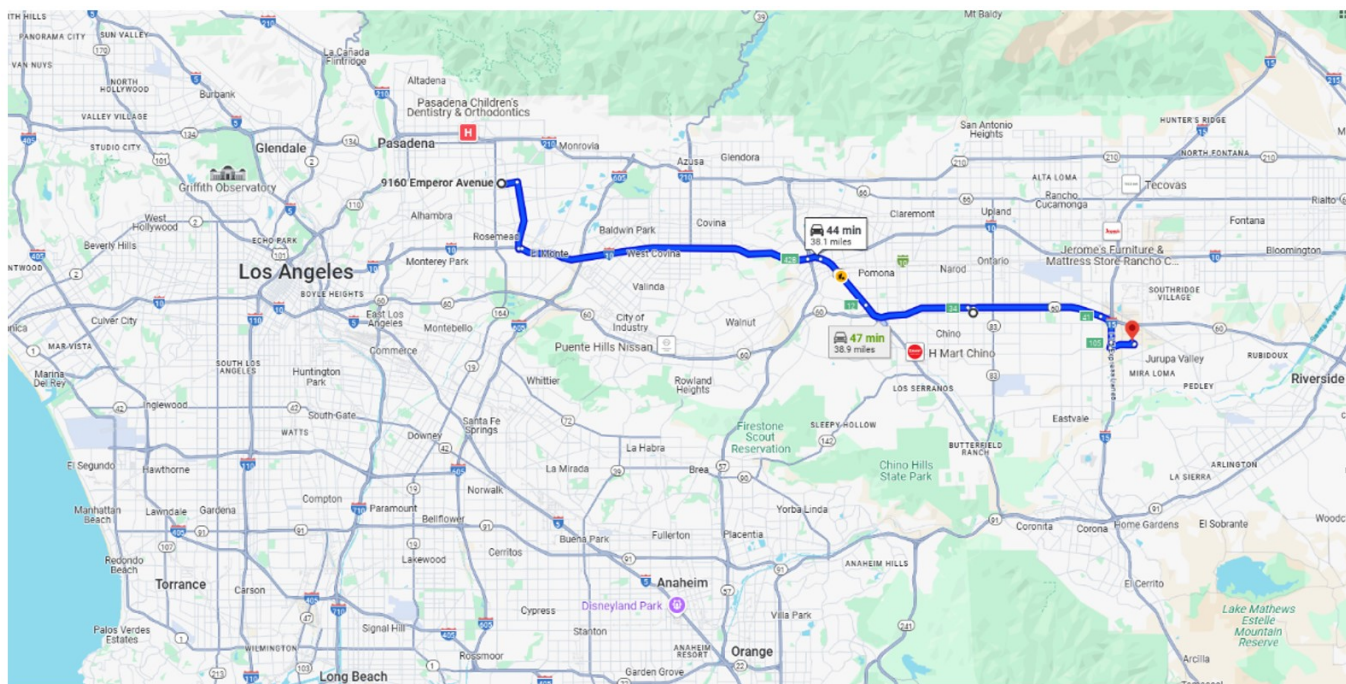 TH HILLS
SUN VALLEY
PANORAMA CITY
VAN NUYS
NORTH
HOLLYWOOD
Burbank
VALLEY VILLAGE
STUDIO CITY
La Cañada
Flintridge
Altadena
Pasadena Children's
Dentistry & Orthodontics
Glendale
Pasadena
Monrovia
Azusa
Glendora
Mt Baldy
San Antonio
Heights
HUNTER'S RIDGE
NORTH FONTANA
ALTA LOMA
Tecovas
Rancho
Cucamonga
Fontana
Rialto
Griffith Observatory
9160 Emperor Avenue
Alhambra
Baldwin Park
Covina
Claremont
Upland
West
Hollywood
Beverly Hills
ECHO PARK
Rosemead
El Monte
West Covina
44 min
38.1 miles
Jerome's Furniture &
Mattress Store Rancho C...
Bloomington
Los Angeles
Monterey Park
Pomona
Narod
Ontario
BOYLE HEIGHTS
East Los
Angeles
Valinda
SOUTHRIDGE
VILLAGE
Culver City
Montebello
City of
Industry
Walnut
Chino
MAR VISTA
Commerce
Puente Hills Nissan
47 min
38.9 miles
H Mart Chino
Jurupa Valley
RUBIDOUX
Marina
Del Rey
SOUTH LOS
ANGELES
Huntington
Park
Whittier
Rowland
Heights
LOS SERRANOS
MIRA LOMA
PEDLEY
Riverside
Inglewood
South Gate
WATTS
Downey
Santa Fe
Springs
La Habra
Firestone
Scout
Reservation
SLEEPY HOLLOW
Eastvale
El Segundo
Hawthorne
La Mirada
Brea
Chino Hills
State Park
BUTTERFIELD
RANCH
ARLINGTON
LA SIERRA
Manhattan
Beach
Lawndale
Gardena
Compton
Paramount
Norwalk
Bellflower
Fullerton
Placentia
Yorba Linda
Coronita
Corona
Home Gardens
El Sobrante
Woodc
Redondo
Beach
Lakewood
Cerritos
Buena Park
ANAHEIM HILLS
Torrance
Carson
Anaheim
El Cerrito
Cypress
Disneyland Park
Villa Park
Lake Mathews
Estelle
Mountain
Reserve
Palos Verdes
Estates
Signal Hill
Stanton
WILMINGTON
Rossmoor
ANAHEIM
RESORT
Orange
Long Beach
Garden Grove
Arcilla